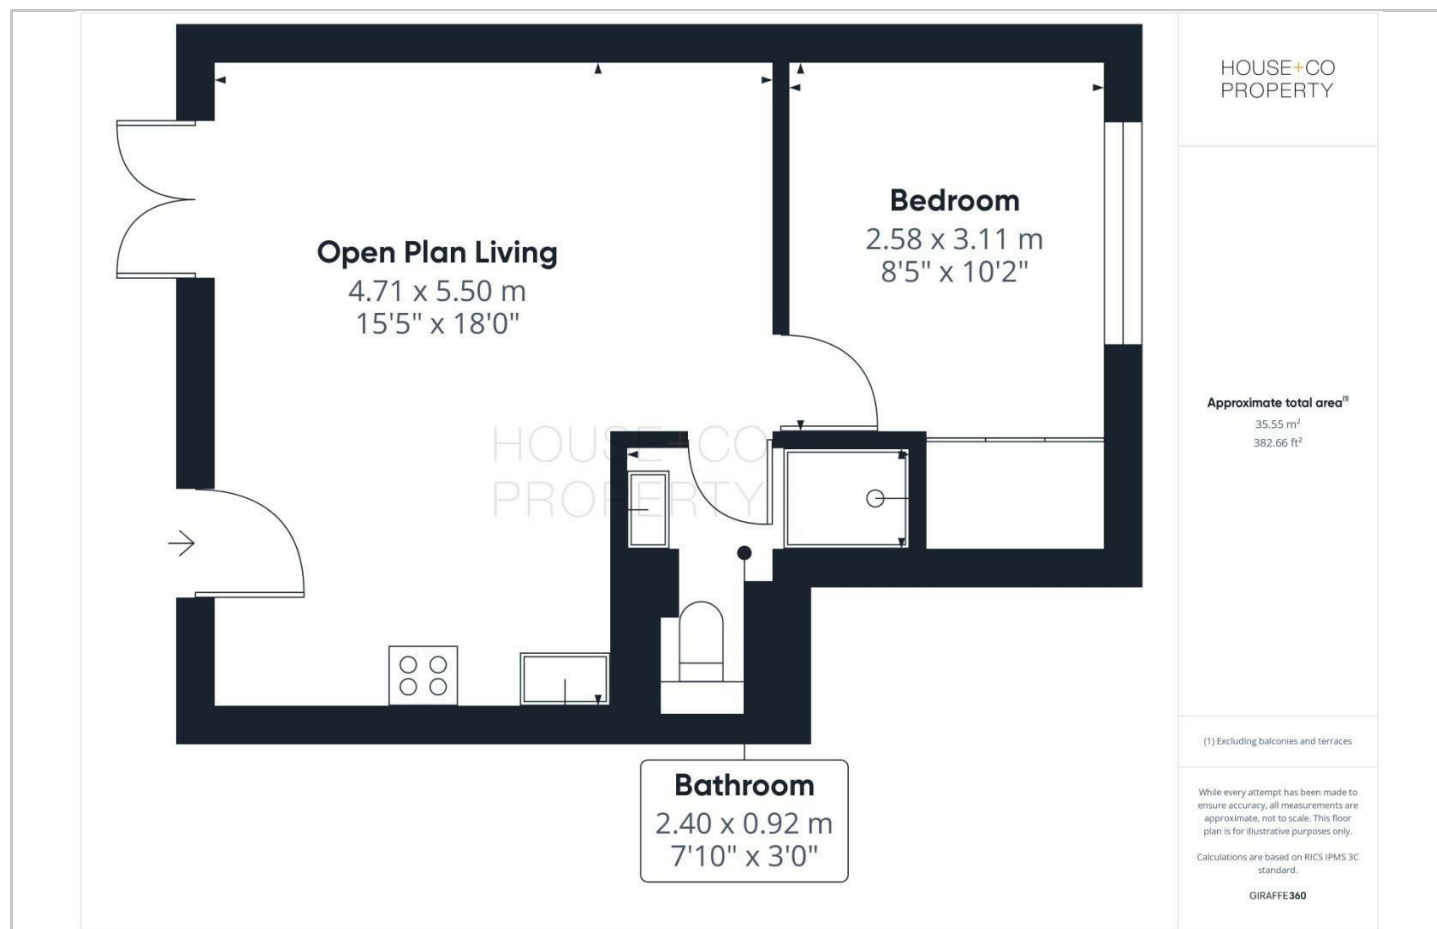 Open Plan Living
4.71 x 5.50 m
15'5" x 18'0"
Bedroom
2.58 x 3.11 m
8'5" x 10'2"
HOUSE+CO
PROPERTY
Bathroom
2.40 x 0.92 m
7'10" x 3'0"
HOUSE+CO
PROPERTY
Approximate total area(1)
35.55 m²
382.66 ft²
(1) Excluding balconies and terraces
While every attempt has been made to
ensure accuracy, all measurements are
approximate, not to scale. This floor
plan is for illustrative purposes only.
Calculations are based on RICS IPMS 3C
standard.
GIRAFFE360